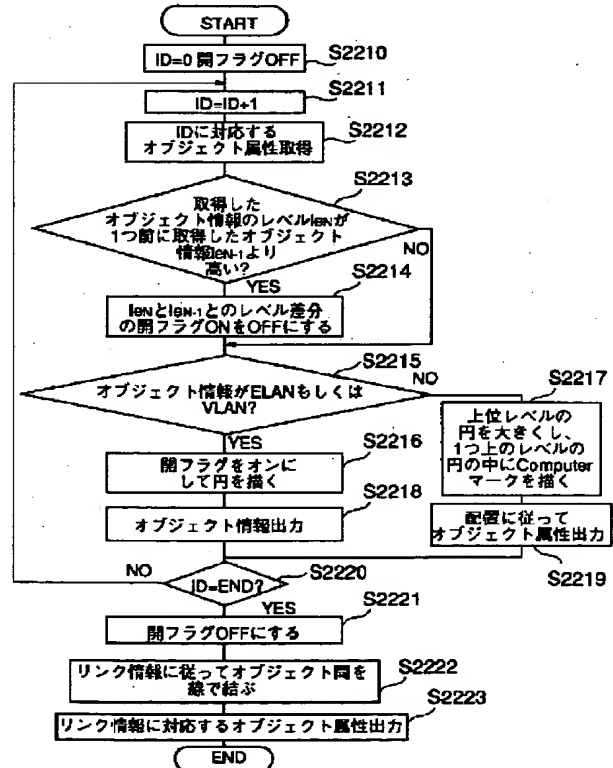 START
ID=0 開フラグOFF
S2210
S2211
ID=ID+1
S2212
IDに対応する
オブジェクト属性取得
S2213
取得した
オブジェクト情報のレベルIeNが
1つ前に取得したオブジェクト
情報IeN-1より
高い?
NO
YES
S2214
IeNとIeN-1とのレベル差分
の開フラグONをOFFにする
S2215
オブジェクト情報がELANもしくは
VLAN?
NO
YES
S2217
上位レベルの
円を大きくし、
1つ上のレベルの
円の中にComputer
マークを描く
S2216
開フラグをオンに
して円を描く
S2218
オブジェクト情報出力
配置に従って
オブジェクト属性出力
S2219
NO
S2220
ID=END?
YES
S2221
開フラグOFFにする
リンク情報に従ってオブジェクト間を
線で結ぶ
S2222
S2223
リンク情報に対応するオブジェクト属性出力
END